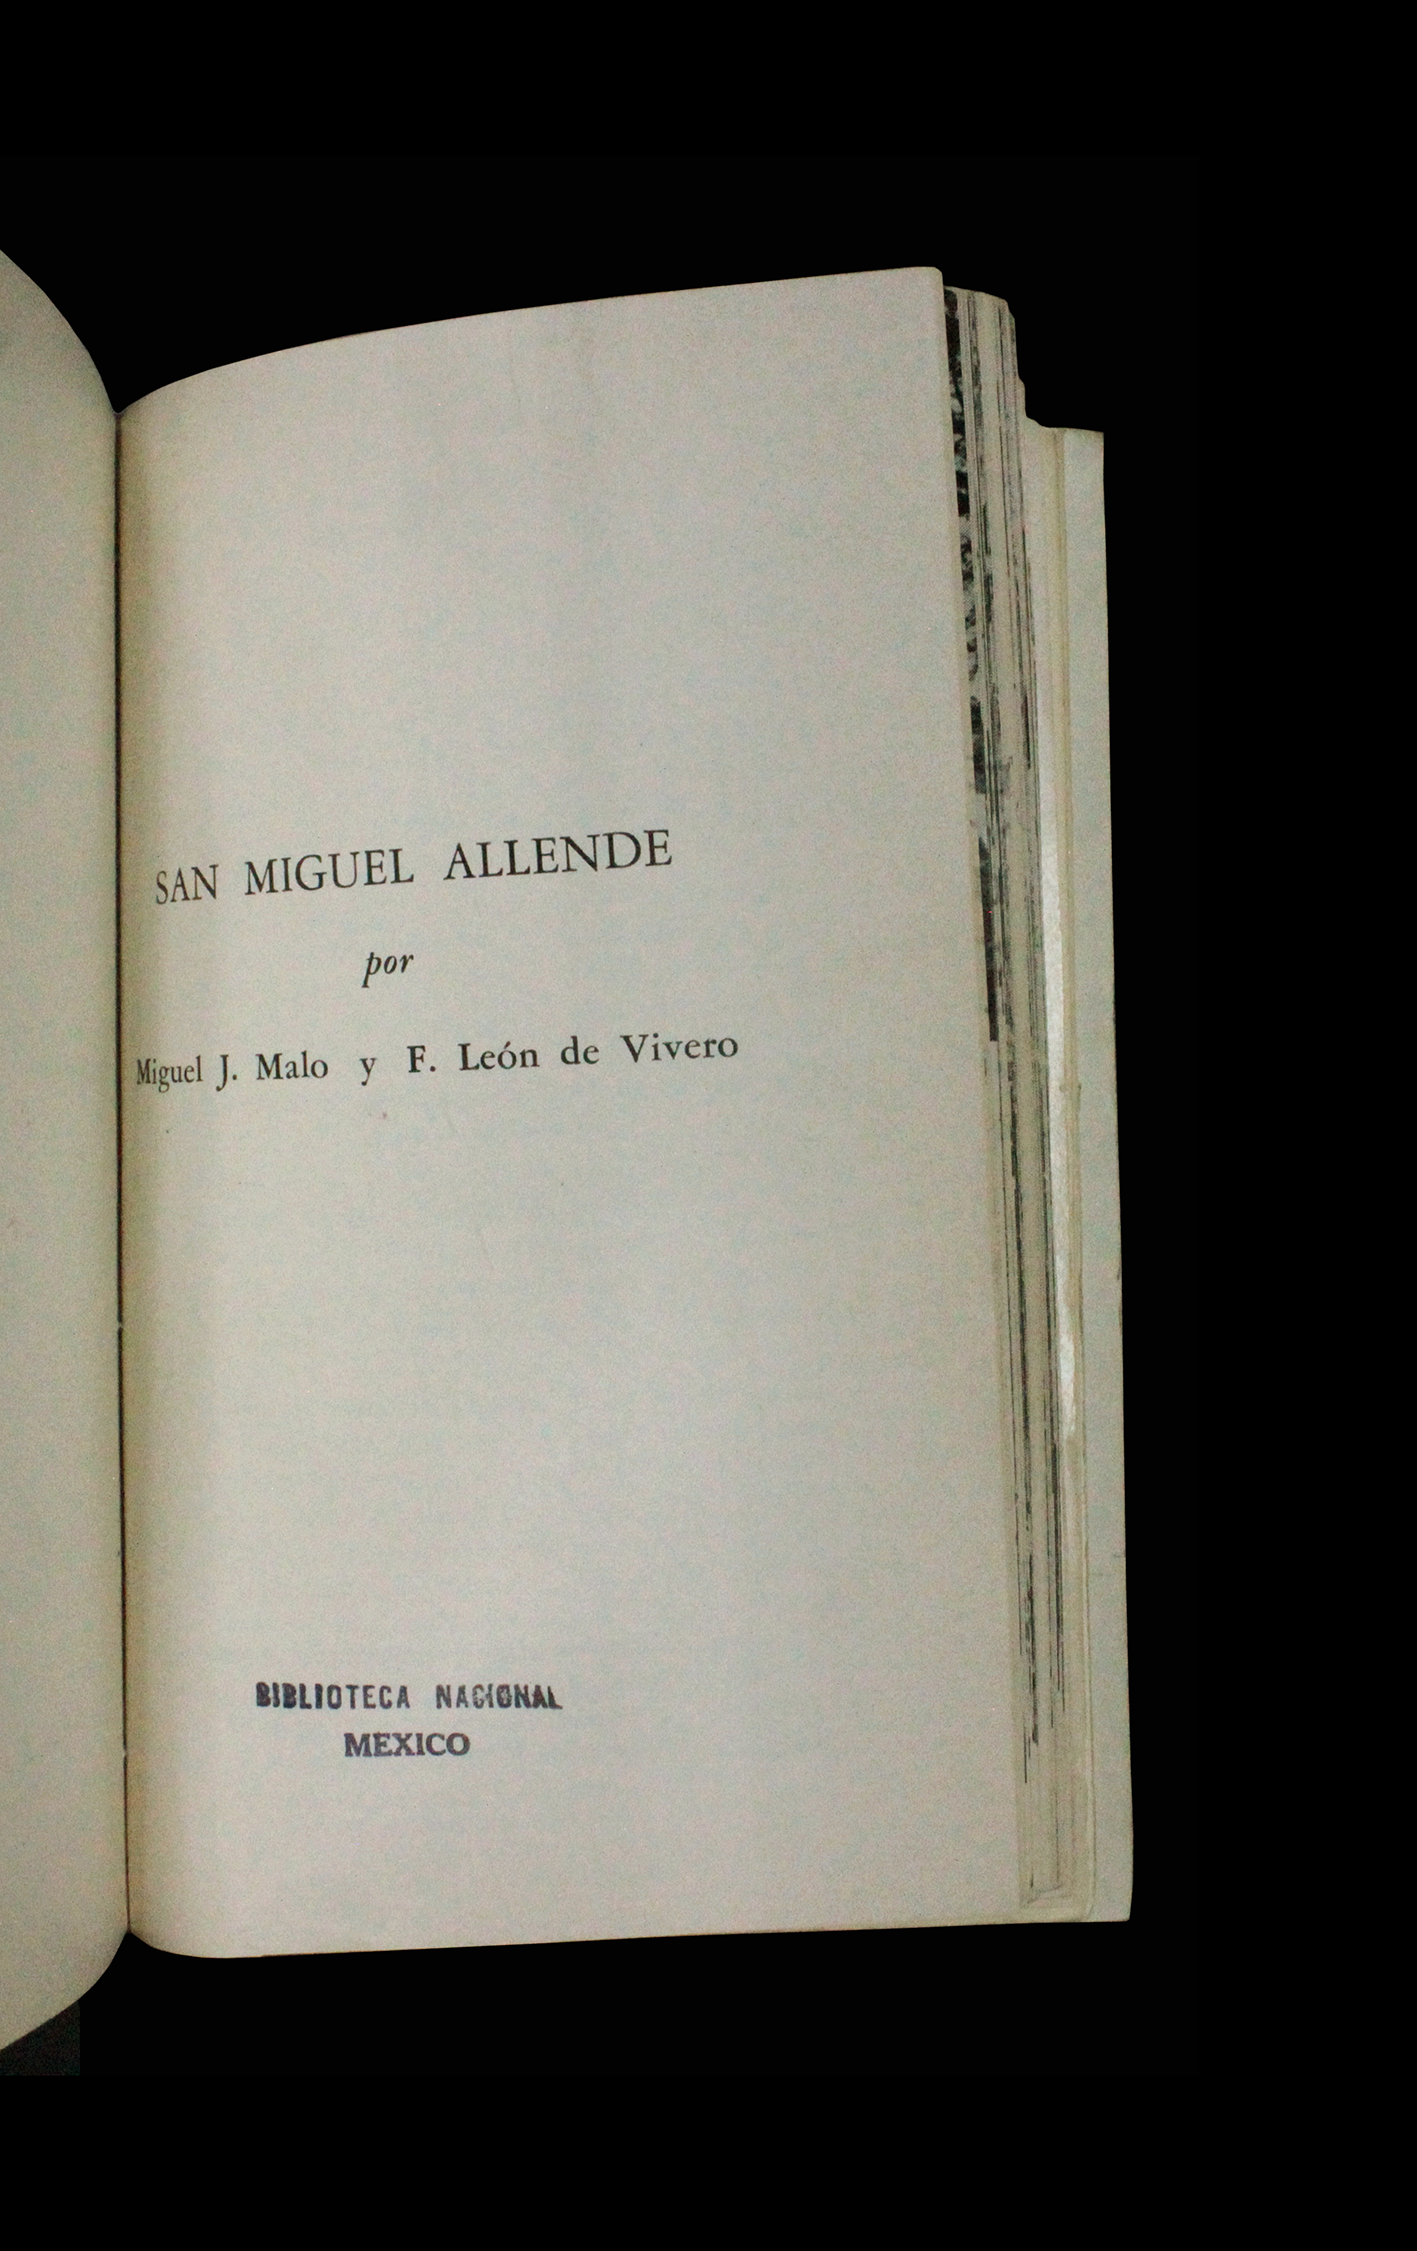 SAN MIGUEL ALLENDE
por
Miguel J. Malo y F. León de Vivero
BIBLIOTECA NACIONAL
MEXICO